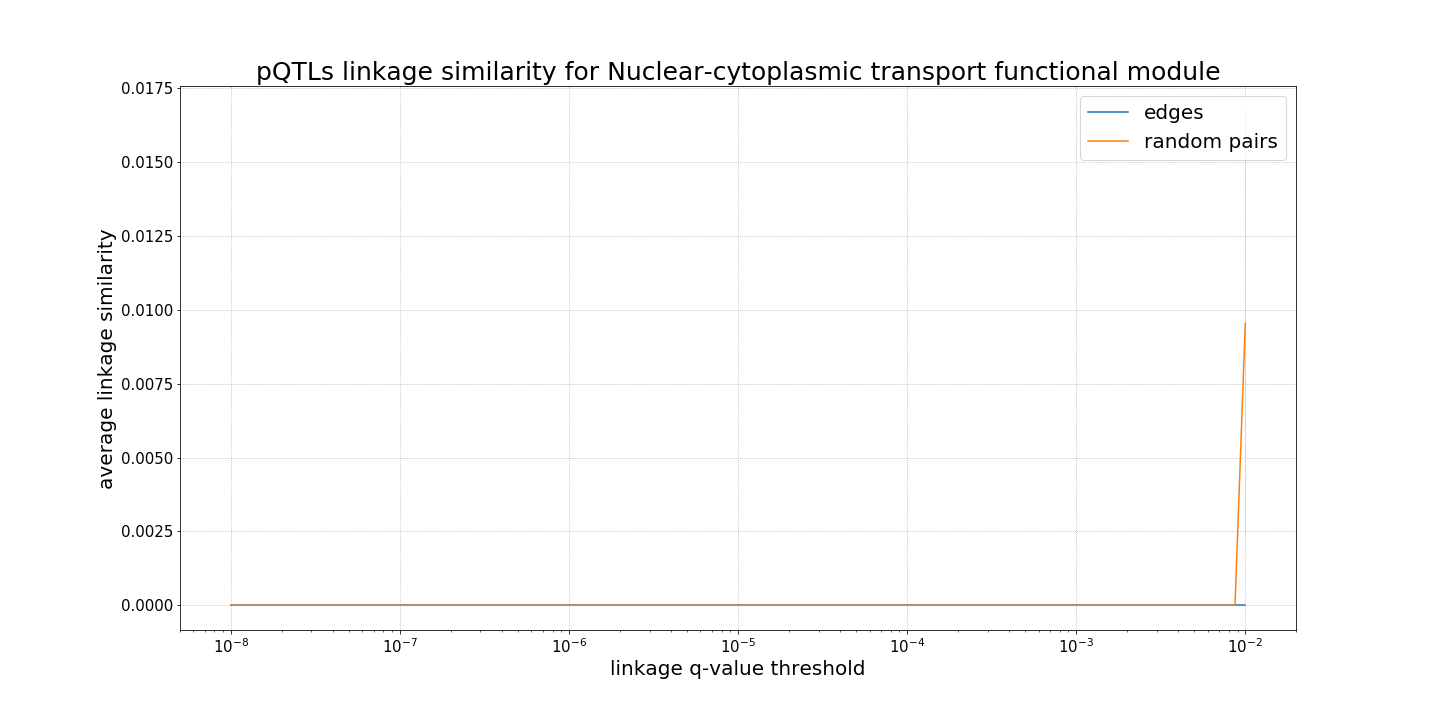 pQTLs linkage similarity for Nuclear-cytoplasmic transport functional module
edges
random pairs
average linkage similarity
0.0175
0.0150
0.0125
0.0100
0.0075
0.0050
0.0025
0.0000
10⁻⁸ 10⁻⁷ 10⁻⁶ 10⁻⁵ 10⁻⁴ 10⁻³ 10⁻²
linkage q-value threshold